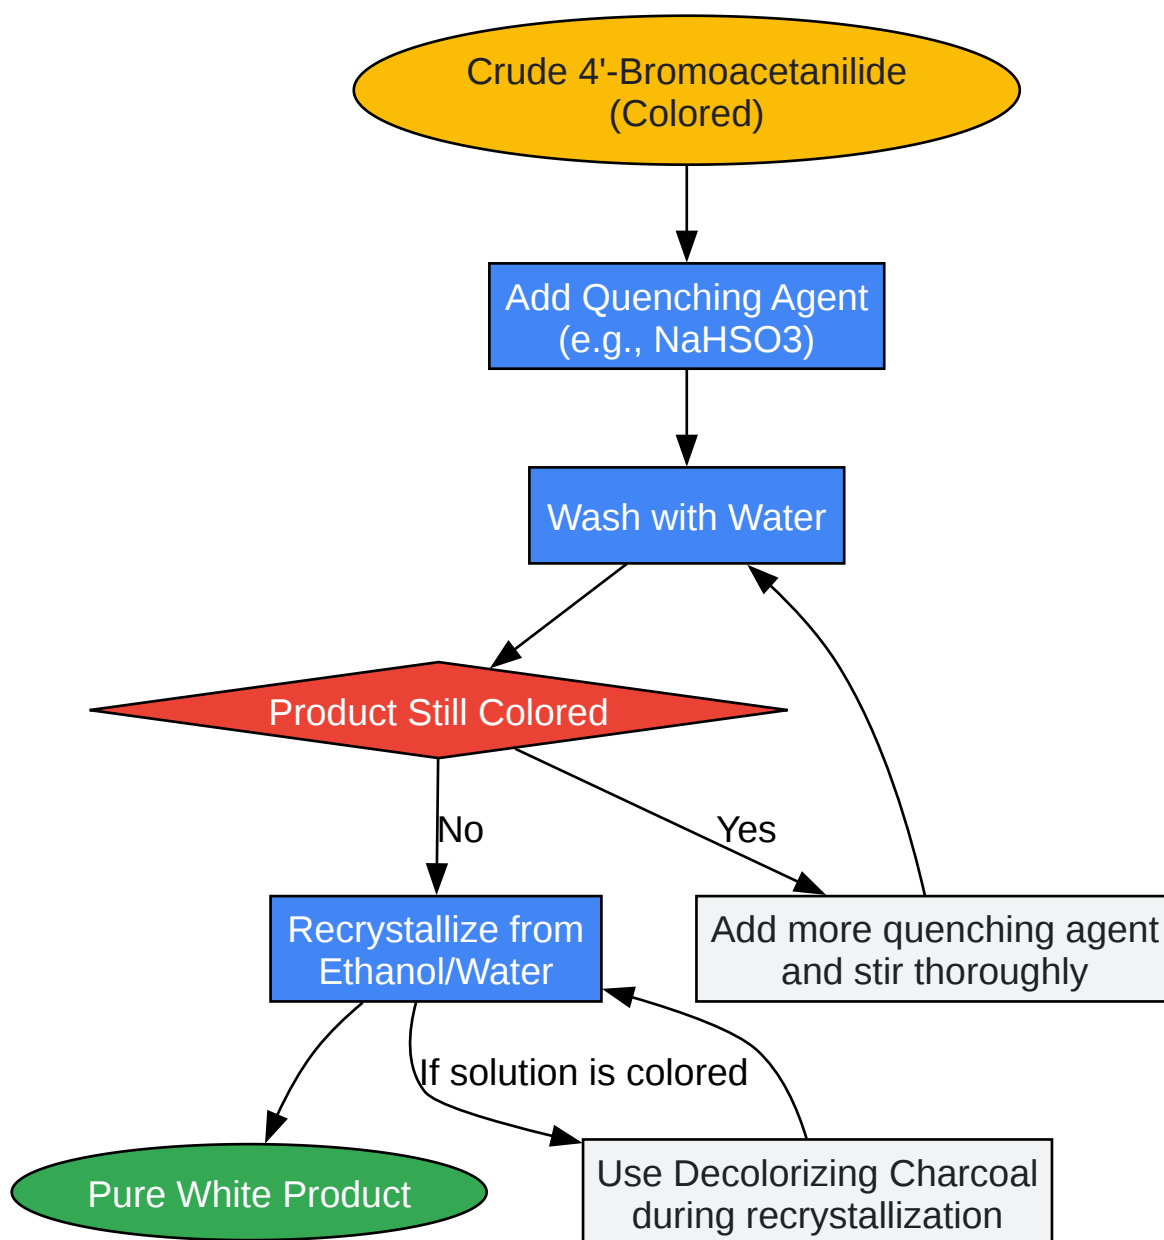 Crude 4'-Bromoacetanilide
(Colored)
Add Quenching Agent
(e.g., NaHSO3)
Wash with Water
Product Still Colored
No
Yes
Recrystallize from
Ethanol/Water
Add more quenching agent
and stir thoroughly
If solution is colored
Pure White Product
Use Decolorizing Charcoal
during recrystallization